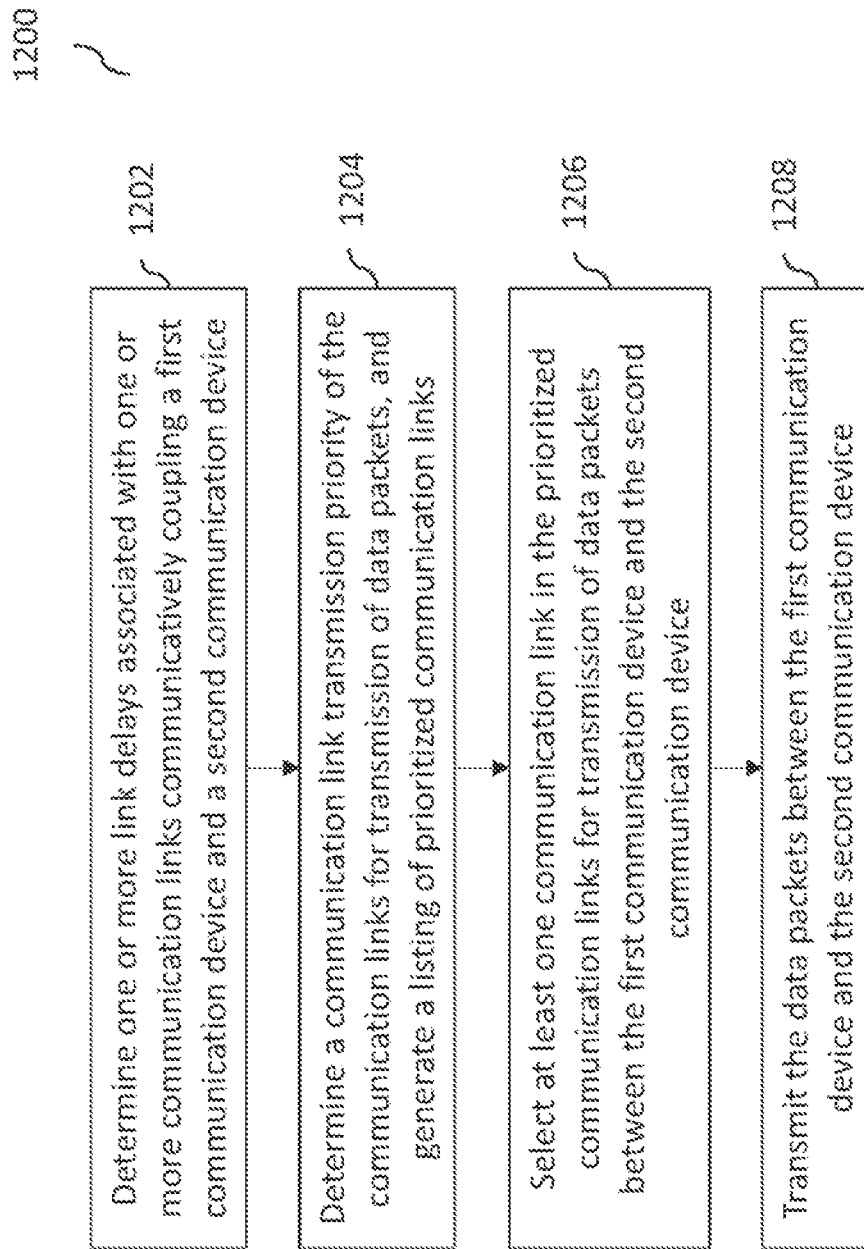 1200
1202
Determine one or more link delays associated with one or
more communication links communicatively coupling a first
communication device and a second communication device
1204
Determine a communication link transmission priority of the
communication links for transmission of data packets, and
generate a listing of prioritized communication links
1206
Select at least one communication link in the prioritized
communication links for transmission of data packets
between the first communication device and the second
communication device
1208
Transmit the data packets between the first communication
device and the second communication device